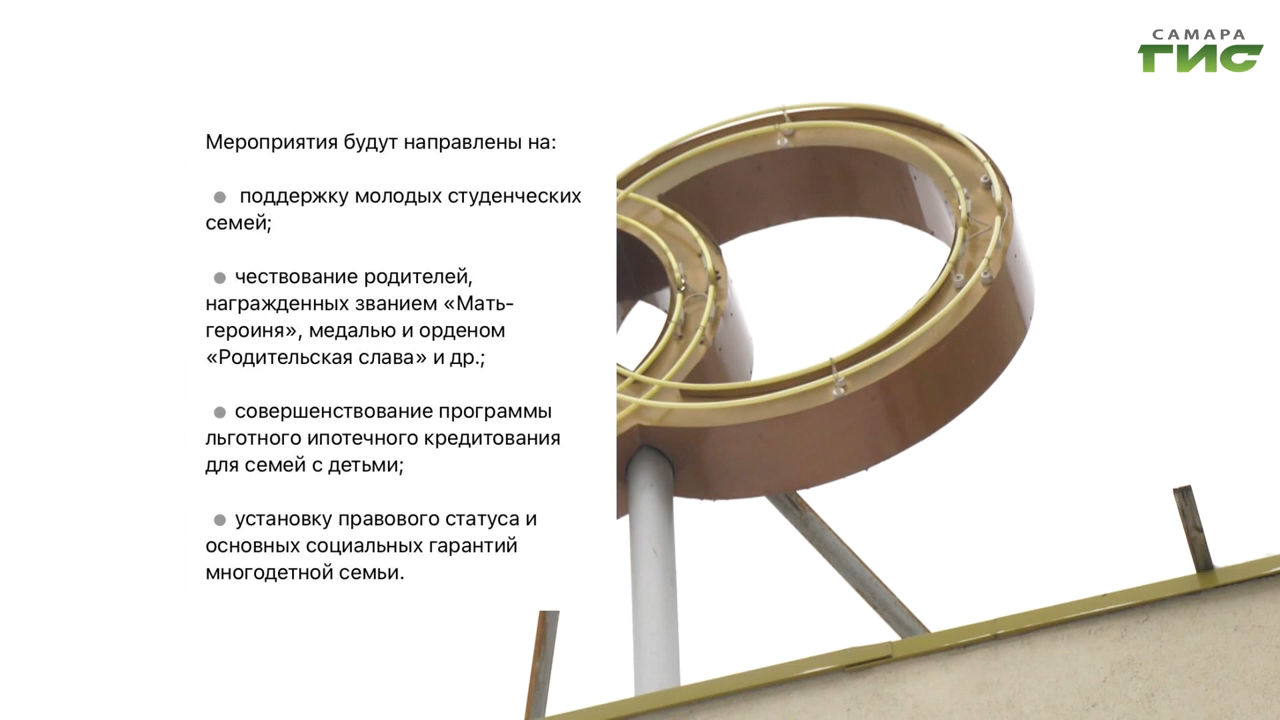 САМАРА
ГИС
Мероприятия будут направлены на:
● поддержку молодых студенческих
семей;
● чествование родителей,
награжденных званием «Мать-
героиня», медалью и орденом
«Родительская слава» и др.;
● совершенствование программы
льготного ипотечного кредитования
для семей с детьми;
● установку правового статуса и
основных социальных гарантий
многодетной семьи.